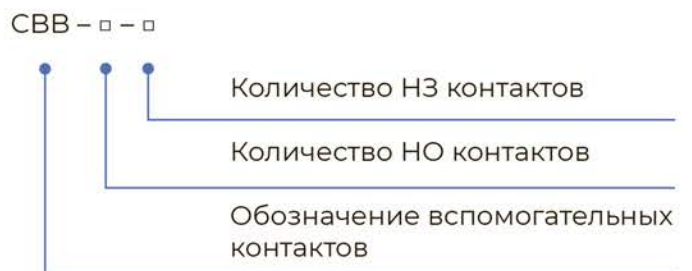 СВВ – □ – □
Количество НЗ контактов
Количество НО контактов
Обозначение вспомогательных
контактов